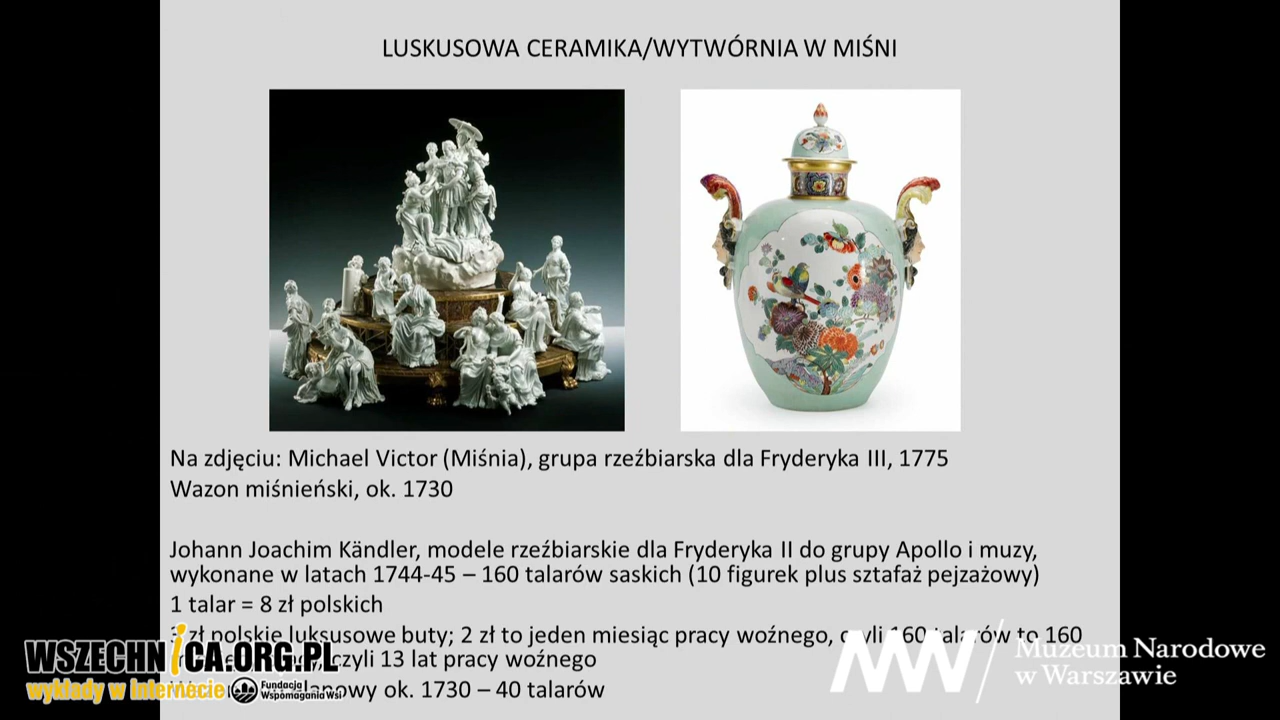 LUSKUSOWA CERAMIKA/WYTWÓRNIA W MIŚNI
Na zdjęciu: Michael Victor (Miśnia), grupa rzeźbiarska dla Fryderyka III, 1775
Wazon miśnieński, ok. 1730
Johann Joachim Kändler, modele rzeźbiarskie dla Fryderyka II do grupy Apollo i muzy,
wykonane w latach 1744-45 – 160 talarów saskich (10 figurek plus sztafaż pejzażowy)
1 talar = 8 zł polskich
3 zł polskie luksusowe buty; 2 zł to jeden miesiąc pracy woźnego, czyli 160 talarów to 160
czyli 13 lat pracy woźnego
ok. 1730 – 40 talarów
WSZECHNICA.ORG.PL
wykłady w internecie
Fundacja
Wspomagania Wsi
Muzeum Narodowe
w Warszawie